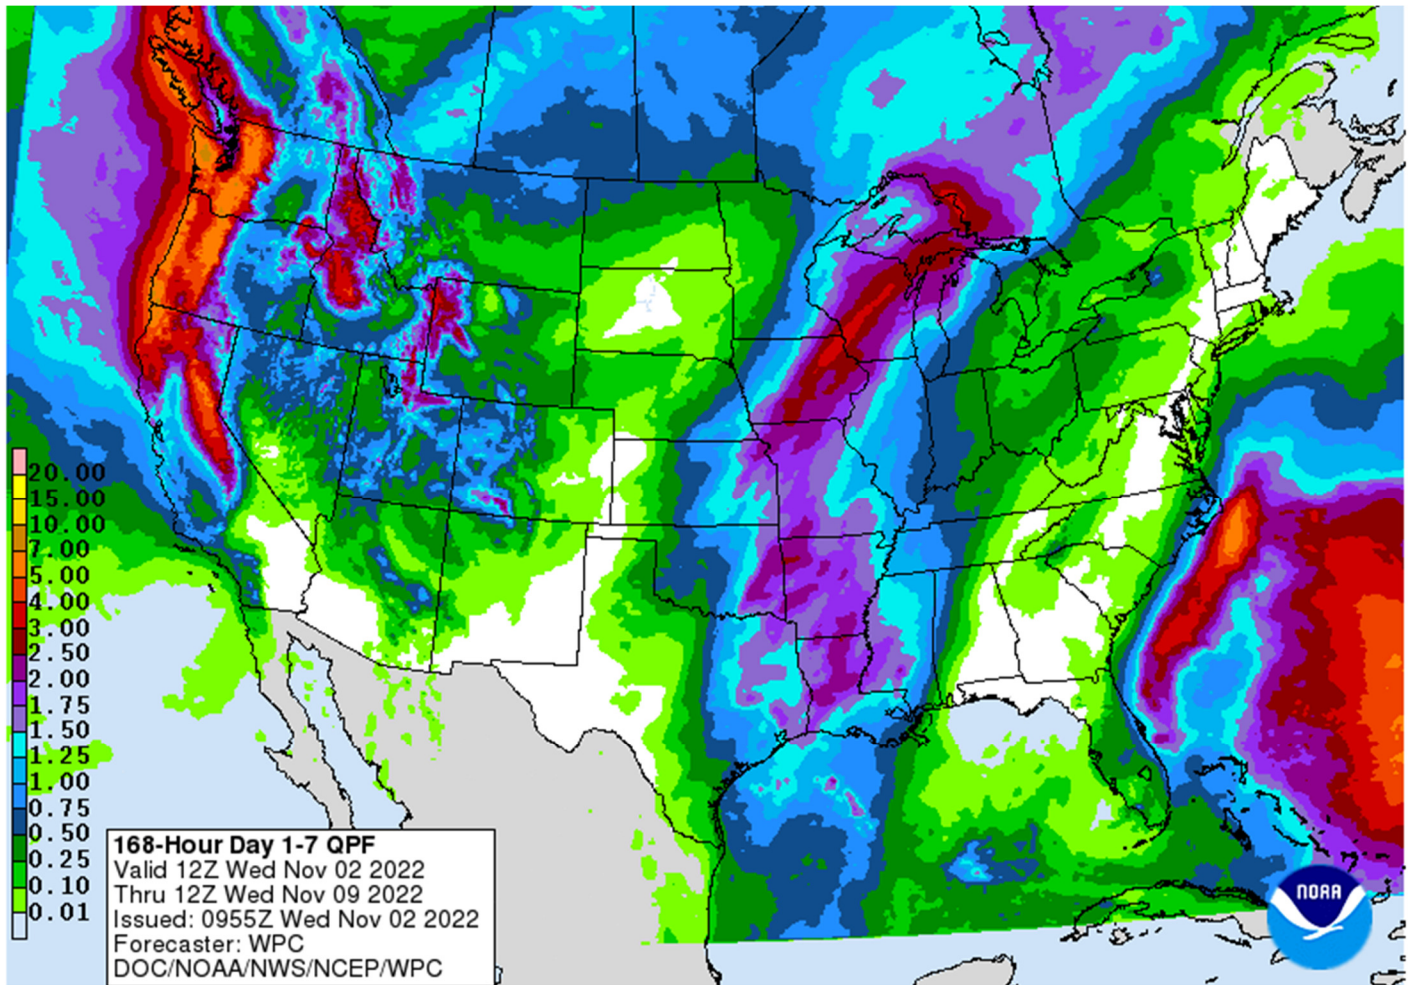 20.00
15.00
10.00
7.00
5.00
4.00
3.00
2.50
2.00
1.75
1.50
1.25
1.00
0.75
0.50
0.25
0.10
0.01
168-Hour Day 1-7 QPF
Valid 12Z Wed Nov 02 2022
Thru 12Z Wed Nov 09 2022
Issued: 0955Z Wed Nov 02 2022
Forecaster: WPC
DOC/NOAA/NWS/NCEP/WPC
NOAA